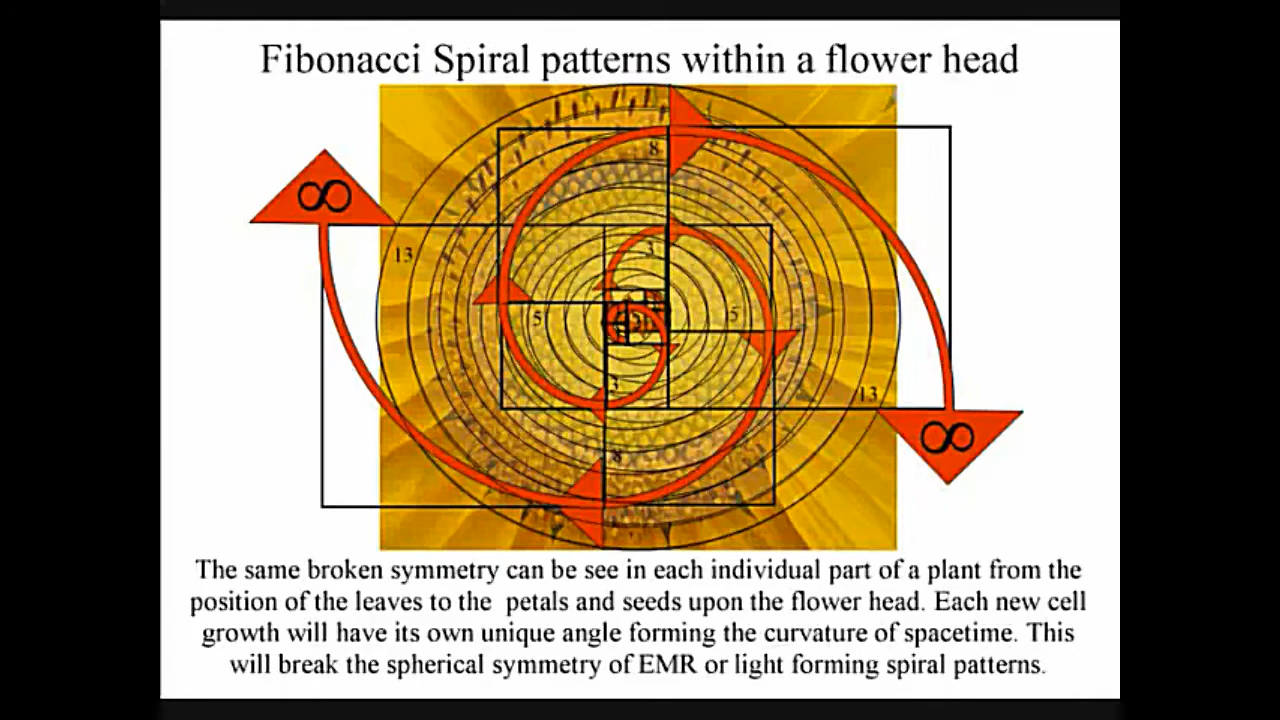 Fibonacci Spiral patterns within a flower head
8
∞
3
13
5
5
3
13
∞
8
The same broken symmetry can be see in each individual part of a plant from the
position of the leaves to the petals and seeds upon the flower head. Each new cell
growth will have its own unique angle forming the curvature of spacetime. This
will break the spherical symmetry of EMR or light forming spiral patterns.